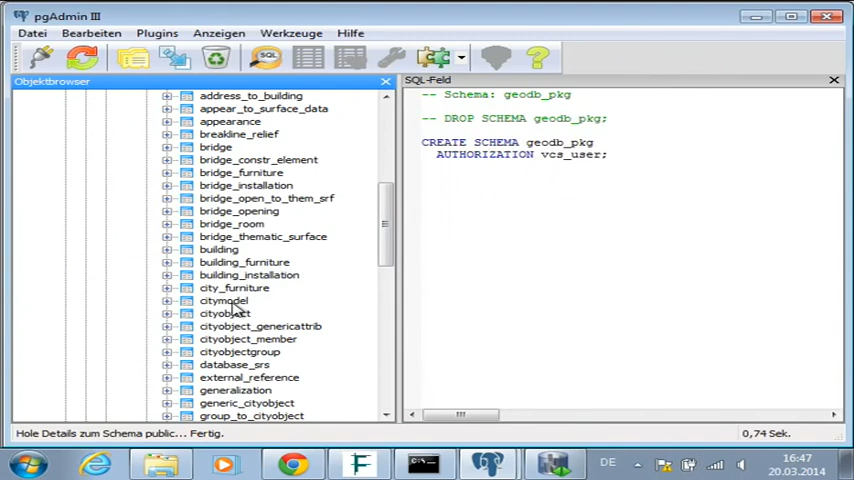 pgAdmin III
Datei Bearbeiten Plugins Anzeigen Werkzeuge Hilfe
SQL
Objektbrowser
SQL-Feld
address_to_building
appear_to_surface_data
appearance
breakline_relief
bridge
bridge_constr_element
bridge_furniture
bridge_installation
bridge_open_to_them_srf
bridge_opening
bridge_room
bridge_thematic_surface
building
building_furniture
building_installation
city_furniture
citymodel
cityobject
cityobject_genericattrib
cityobject_member
cityobjectgroup
database_srs
external_reference
generalization
generic_cityobject
group_to_cityobject
-- Schema: geodb_pkg
-- DROP SCHEMA geodb_pkg;
CREATE SCHEMA geodb_pkg
AUTHORIZATION vcs_user;
Hole Details zum Schema public... Fertig.
0,74 Sek.
DE
16:47
20.03.2014